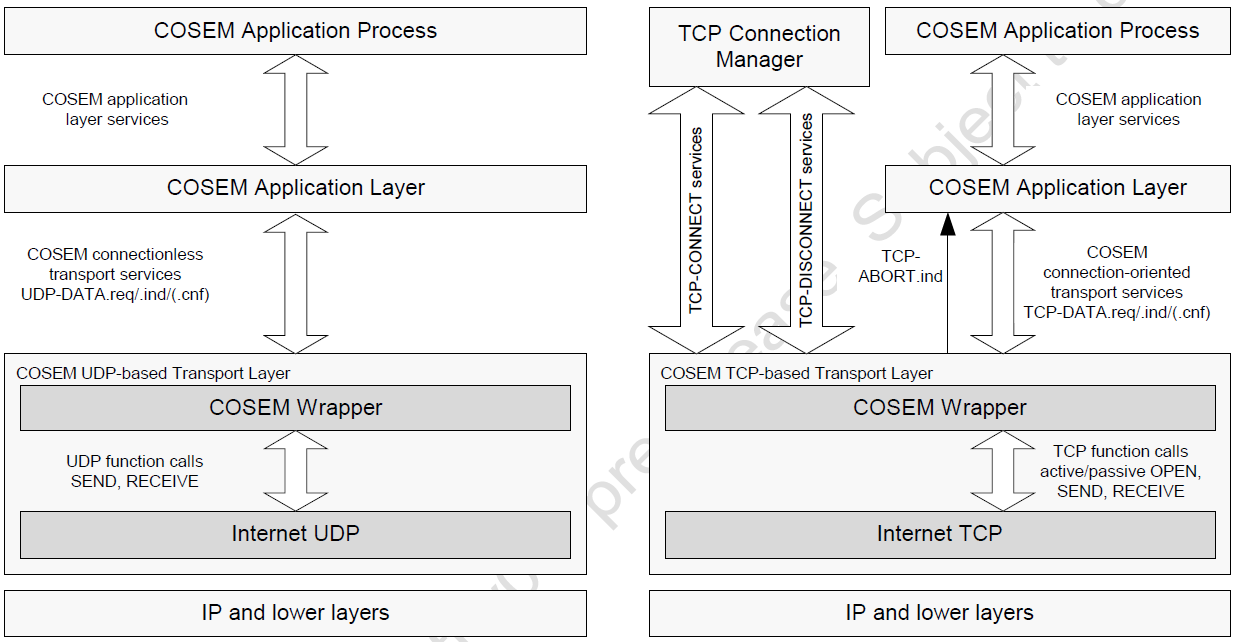 COSEM Application Process
COSEM application
layer services
COSEM Application Layer
COSEM connectionless
transport services
UDP-DATA.req/.ind/(.cnf)
COSEM UDP-based Transport Layer
COSEM Wrapper
UDP function calls
SEND, RECEIVE
Internet UDP
IP and lower layers
TCP Connection
Manager
TCP-CONNECT services
TCP-DISCONNECT services
COSEM Application Process
COSEM application
layer services
COSEM Application Layer
TCP-
ABORT.ind
COSEM
connection-oriented
transport services
TCP-DATA.req/.ind/(.cnf)
COSEM TCP-based Transport Layer
COSEM Wrapper
TCP function calls
active/passive OPEN,
SEND, RECEIVE
Internet TCP
IP and lower layers